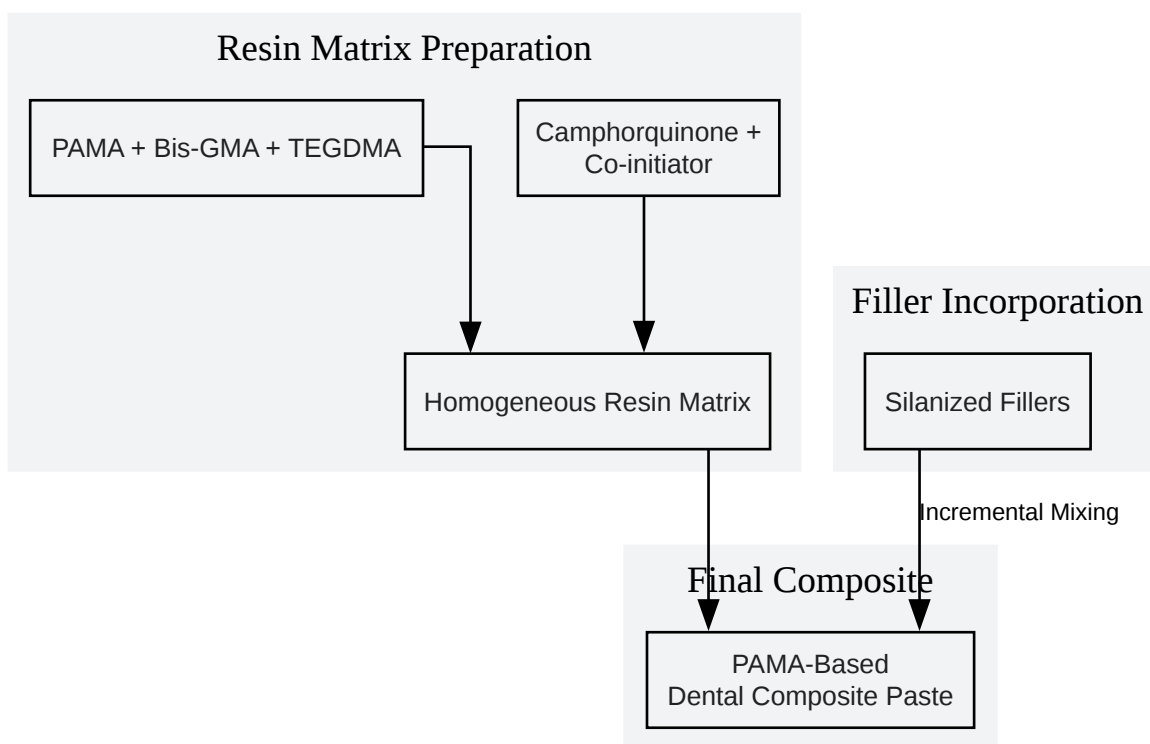 Resin Matrix Preparation
PAMA + Bis-GMA + TEGDMA
Camphorquinone +
Co-initiator
Filler Incorporation
Homogeneous Resin Matrix
Silanized Fillers
Incremental Mixing
Final Composite
PAMA-Based
Dental Composite Paste